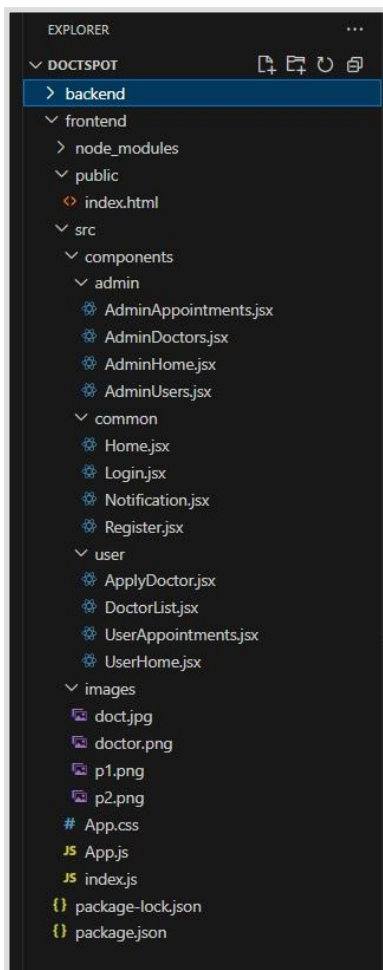 EXPLORER
DOCTSPOT
backend
frontend
node_modules
public
index.html
src
components
admin
AdminAppointments.jsx
AdminDoctors.jsx
AdminHome.jsx
AdminUsers.jsx
common
Home.jsx
Login.jsx
Notification.jsx
Register.jsx
user
ApplyDoctor.jsx
DoctorList.jsx
UserAppointments.jsx
UserHome.jsx
images
doct.jpg
doctor.png
p1.png
p2.png
# App.css
JS App.js
JS index.js
{} package-lock.json
{} package.json